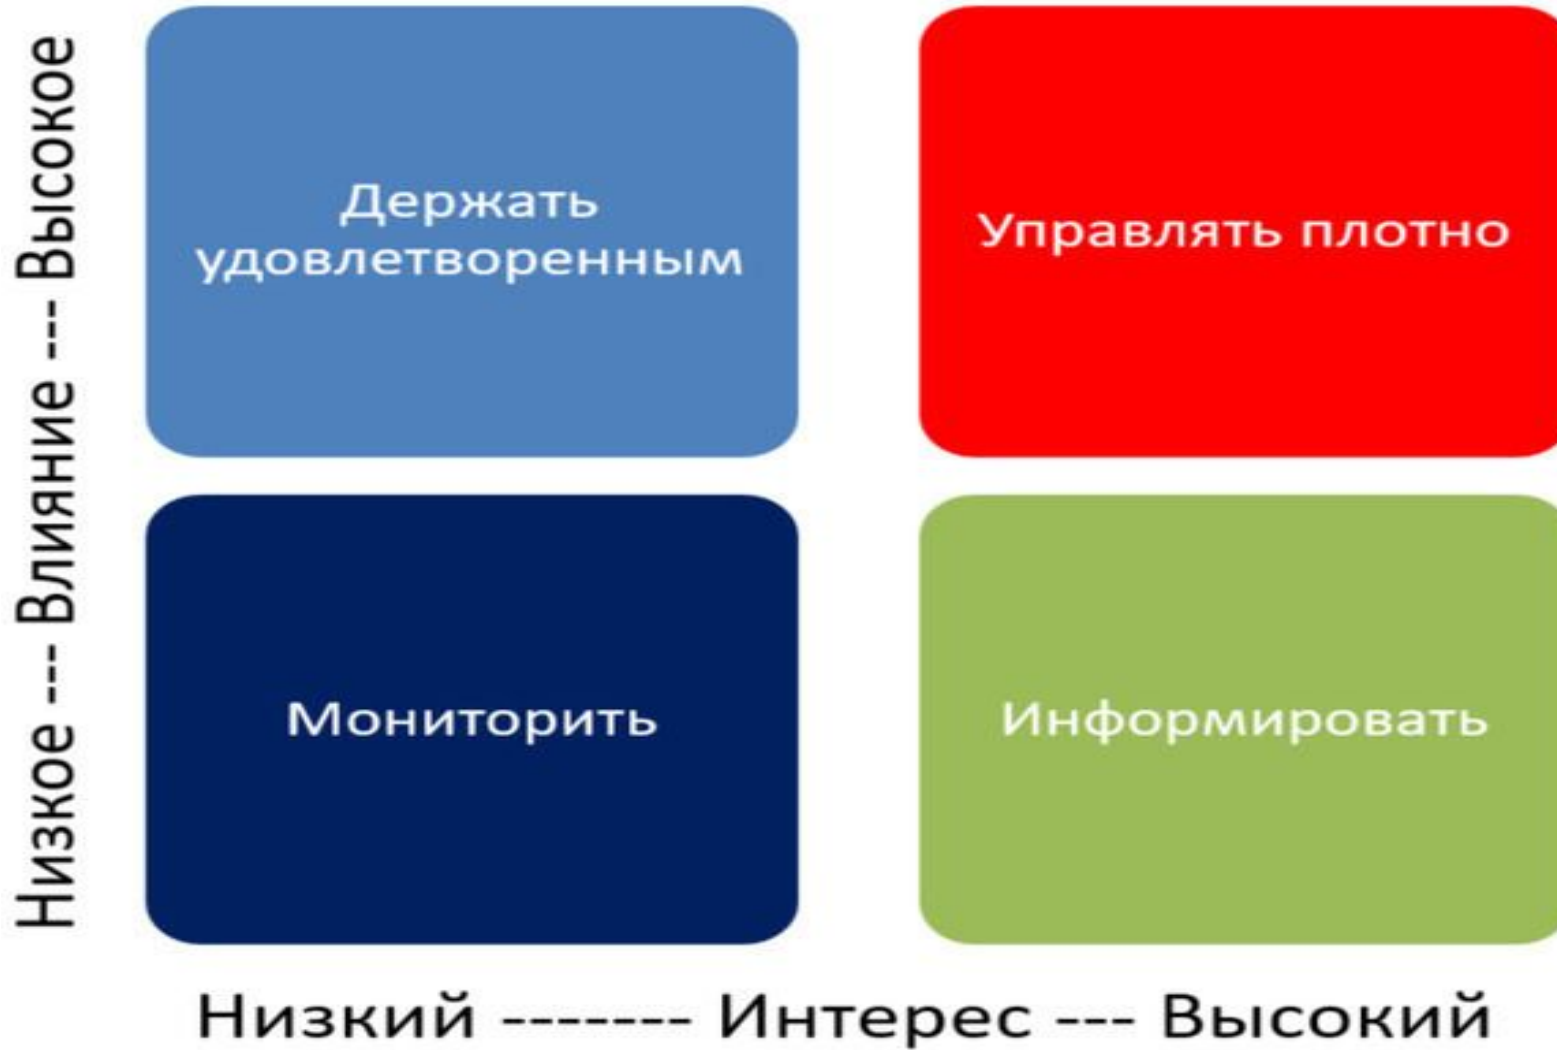 Низкое --- Влияние --- Высокое
Держать
удовлетворенным
Управлять плотно
Мониторить
Информировать
Низкий ------- Интерес --- Высокий